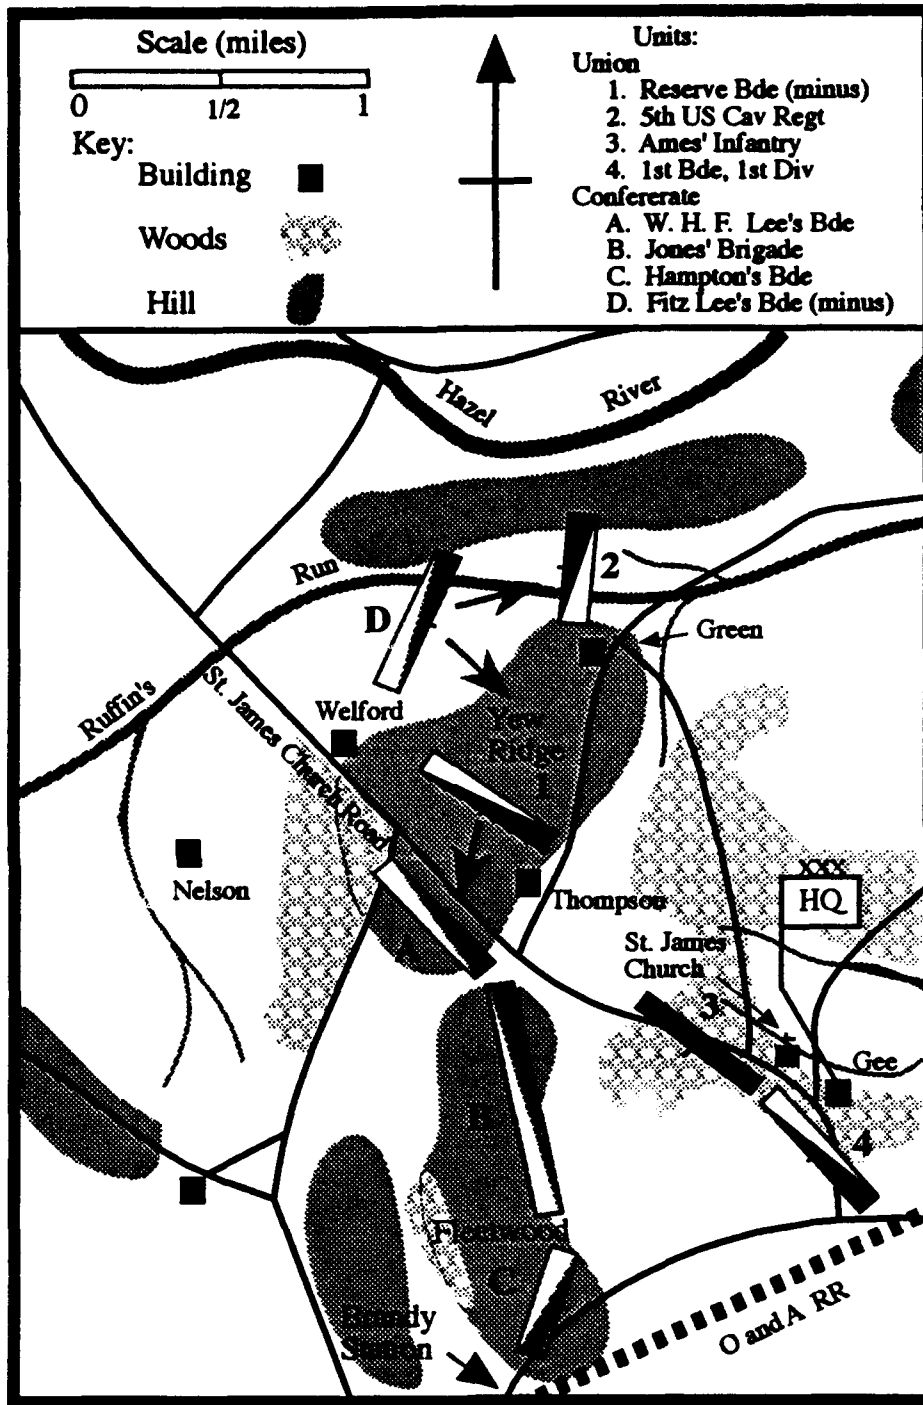 Scale (miles)
0 1/2 1
Key:
Building
Woods
Hill
Units:
Union
1. Reserve Bde (minus)
2. 5th US Cav Regt
3. Ames' Infantry
4. 1st Bde, 1st Div
Confererate
A. W. H. F. Lee's Bde
B. Jones' Brigade
C. Hampton's Bde
D. Fitz Lee's Bde (minus)
Hazel River
Run
2
D
Green
Ruffin's
St. James Church Road
Welford
Yew
Ridge
1
Nelson
Thompson
XXX
HQ
St. James
Church
A
3
Gee
B
4
Fleetwood
C
Brandy
Station
O and A RR